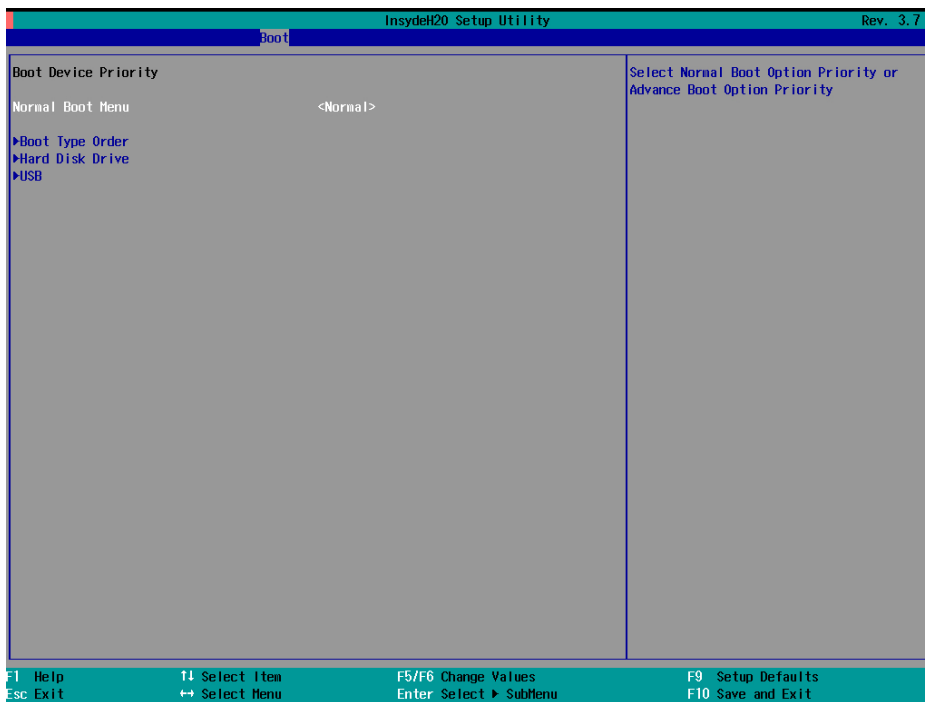 InsydeH20 Setup Utility Rev. 3.7
Boot
Boot Device Priority
Normal Boot Menu <Normal>
▶Boot Type Order
▶Hard Disk Drive
▶USB
Select Normal Boot Option Priority or
Advance Boot Option Priority
F1 Help ↑↓ Select Item F5/F6 Change Values F9 Setup Defaults
Esc Exit ↔ Select Menu Enter Select ▶ SubMenu F10 Save and Exit